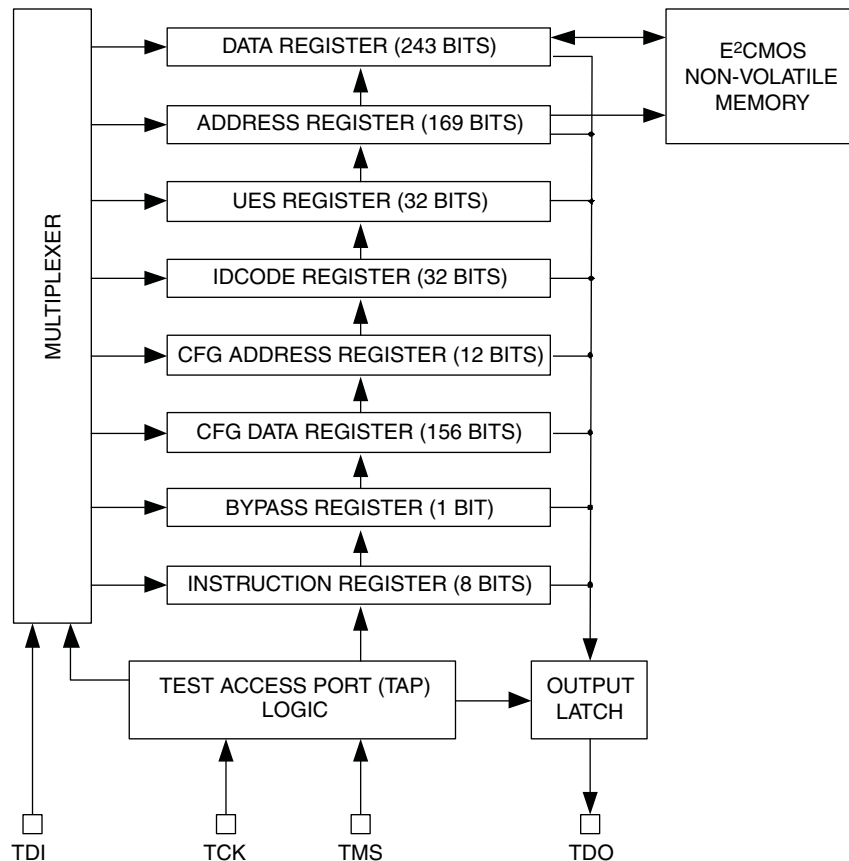 DATA REGISTER (243 BITS)
E²CMOS
NON-VOLATILE
MEMORY
ADDRESS REGISTER (169 BITS)
UES REGISTER (32 BITS)
MULTIPLEXER
IDCODE REGISTER (32 BITS)
CFG ADDRESS REGISTER (12 BITS)
CFG DATA REGISTER (156 BITS)
BYPASS REGISTER (1 BIT)
INSTRUCTION REGISTER (8 BITS)
TEST ACCESS PORT (TAP)
LOGIC
OUTPUT
LATCH
TDI
TCK
TMS
TDO